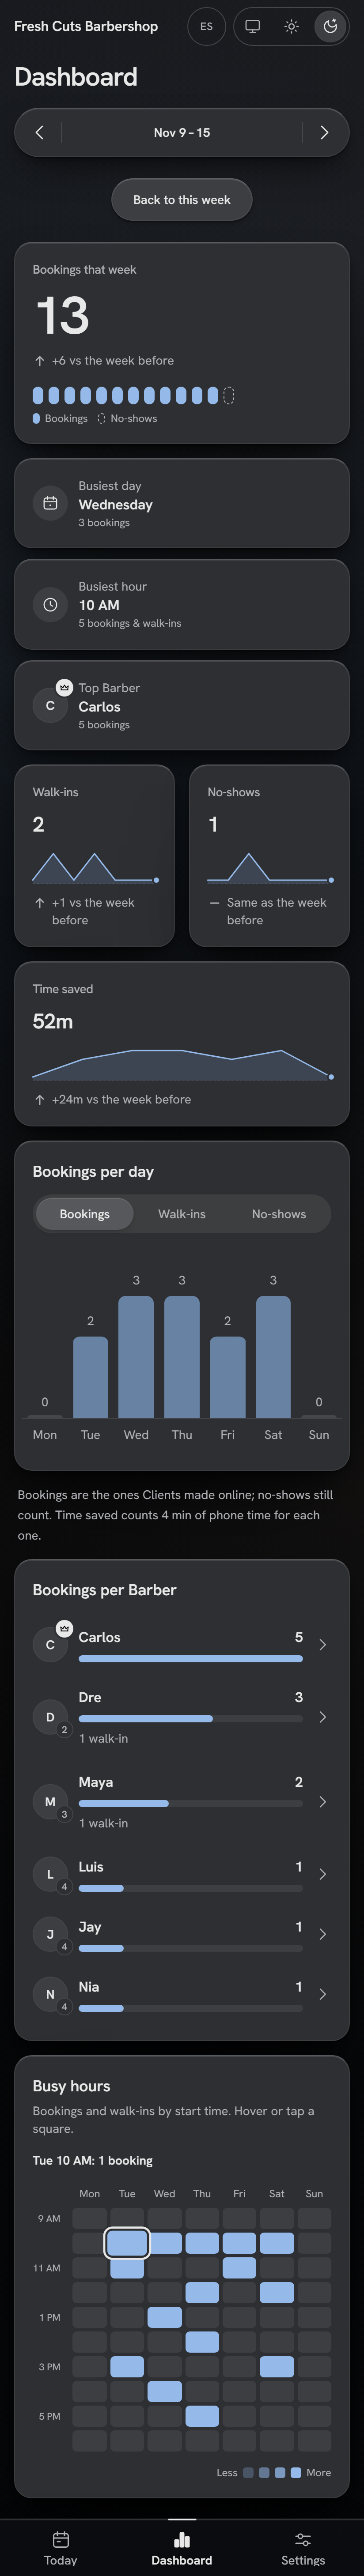 Fresh Cuts Barbershop
ES
Dashboard
Nov 9 – 15
Back to this week
Bookings that week
13
+6 vs the week before
Bookings
No-shows
Busiest day
Wednesday
3 bookings
Busiest hour
10 AM
5 bookings & walk-ins
C
Top Barber
Carlos
5 bookings
Walk-ins
2
+1 vs the week
before
No-shows
1
Same as the week
before
Time saved
52m
+24m vs the week before
Bookings per day
Bookings
Walk-ins
No-shows
0
2
3
3
2
3
0
Mon
Tue
Wed
Thu
Fri
Sat
Sun
Bookings are the ones Clients made online; no-shows still
count. Time saved counts 4 min of phone time for each
one.
Bookings per Barber
C
Carlos
5
D
2
Dre
3
1 walk-in
M
3
Maya
2
1 walk-in
L
4
Luis
1
J
4
Jay
1
N
4
Nia
1
Busy hours
Bookings and walk-ins by start time. Hover or tap a
square.
Tue 10 AM: 1 booking
Mon
Tue
Wed
Thu
Fri
Sat
Sun
9 AM
11 AM
1 PM
3 PM
5 PM
Less
More
Today
Dashboard
Settings